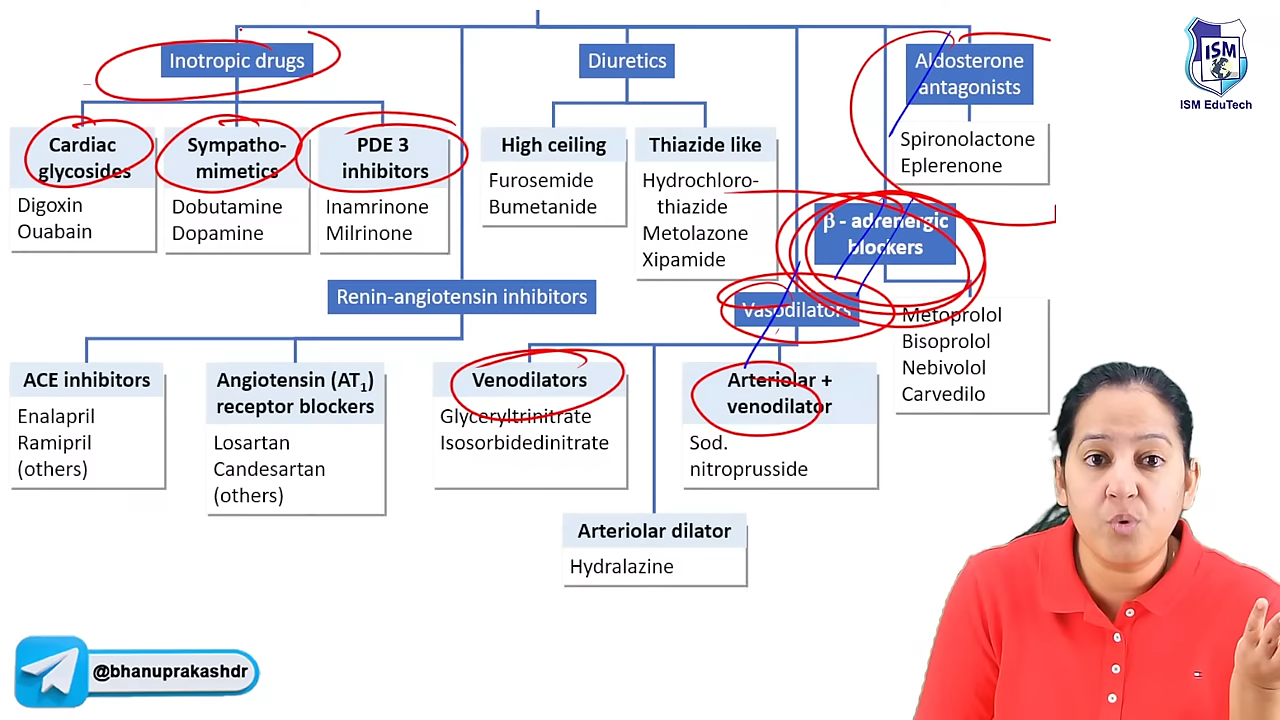 Inotropic drugs
Cardiac
glycosides
Digoxin
Ouabain
Sympatho-
mimetics
Dobutamine
Dopamine
PDE 3
inhibitors
Inamrinone
Milrinone
Diuretics
High ceiling
Furosemide
Bumetanide
Thiazide like
Hydrochloro-
thiazide
Metolazone
Xipamide
Aldosterone
antagonists
Spironolactone
Eplerenone
β - adrenergic
blockers
Metoprolol
Bisoprolol
Nebivolol
Carvedilo
Renin-angiotensin inhibitors
ACE inhibitors
Enalapril
Ramipril
(others)
Angiotensin (AT₁)
receptor blockers
Losartan
Candesartan
(others)
Vasodilators
Venodilators
Glyceryltrinitrate
Isosorbidedinitrate
Arteriolar +
venodilator
Sod.
nitroprusside
Arteriolar dilator
Hydralazine
ISM
ISM EduTech
@bhanuprakashdr